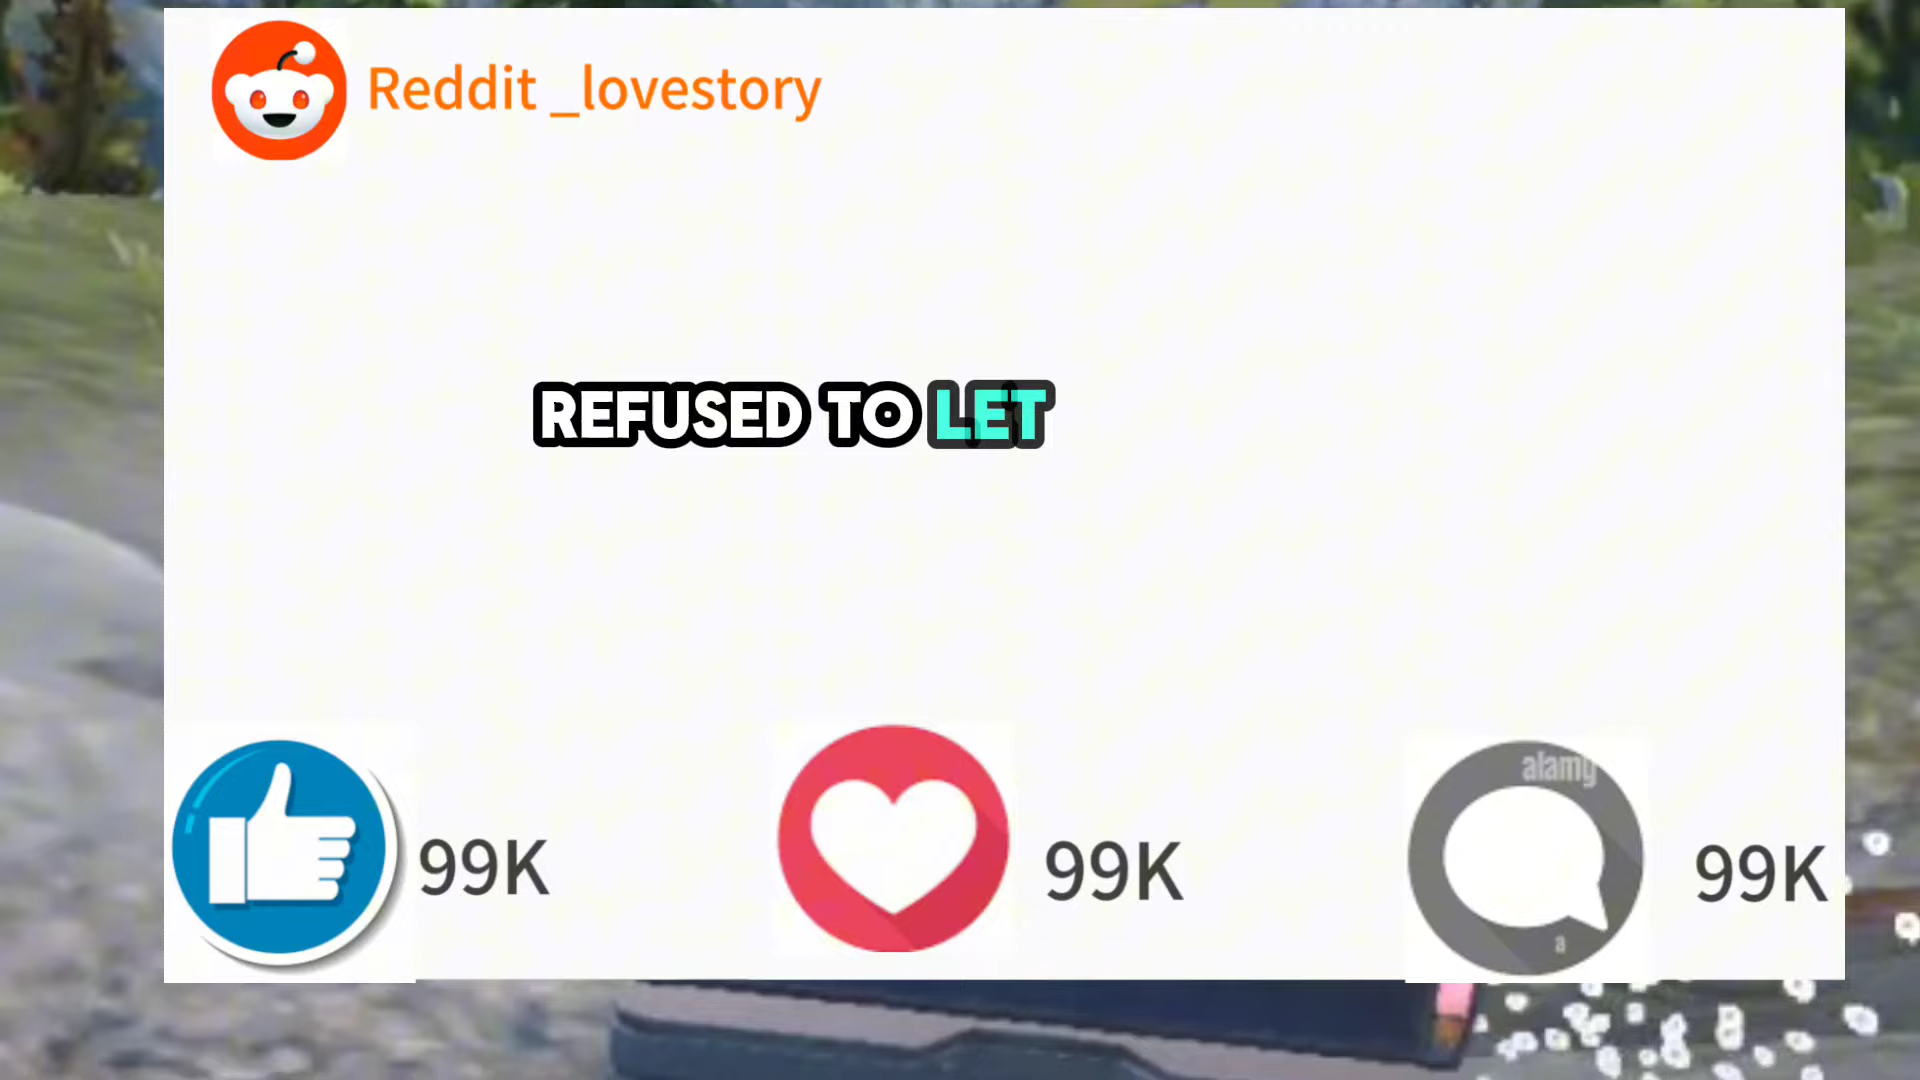 Reddit _lovestory
REFUSED TO LET
alamy
a
99K
99K
99K